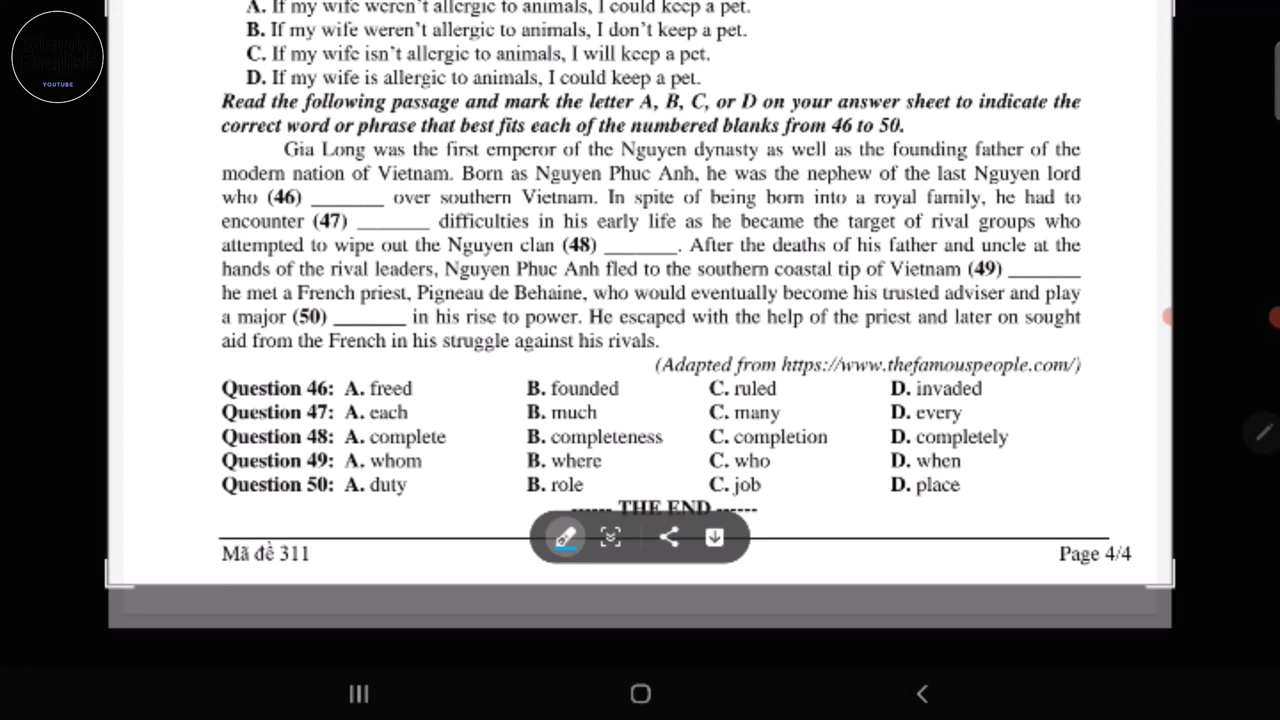 Simple
English
YOUTUBE
A. If my wife weren't allergic to animals, I could keep a pet.
B. If my wife weren't allergic to animals, I don't keep a pet.
C. If my wife isn't allergic to animals, I will keep a pet.
D. If my wife is allergic to animals, I could keep a pet.
Read the following passage and mark the letter A, B, C, or D on your answer sheet to indicate the
correct word or phrase that best fits each of the numbered blanks from 46 to 50.
Gia Long was the first emperor of the Nguyen dynasty as well as the founding father of the
modern nation of Vietnam. Born as Nguyen Phuc Anh, he was the nephew of the last Nguyen lord
who (46) _______ over southern Vietnam. In spite of being born into a royal family, he had to
encounter (47) _______ difficulties in his early life as he became the target of rival groups who
attempted to wipe out the Nguyen clan (48) _______. After the deaths of his father and uncle at the
hands of the rival leaders, Nguyen Phuc Anh fled to the southern coastal tip of Vietnam (49) _______
he met a French priest, Pigneau de Behaine, who would eventually become his trusted adviser and play
a major (50) _______ in his rise to power. He escaped with the help of the priest and later on sought
aid from the French in his struggle against his rivals.
(Adapted from https://www.thefamouspeople.com/)
Question 46: A. freed B. founded C. ruled D. invaded
Question 47: A. each B. much C. many D. every
Question 48: A. complete B. completeness C. completion D. completely
Question 49: A. whom B. where C. who D. when
Question 50: A. duty B. role C. job D. place
------ THE END ------
Mã đề 311 Page 4/4